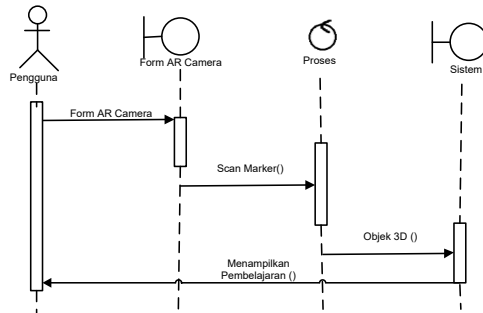 Pengguna
Form AR Camera
Proses
Sistem
Form AR Camera
Scan Marker()
Objek 3D ()
Menampilkan
Pembelajaran ()